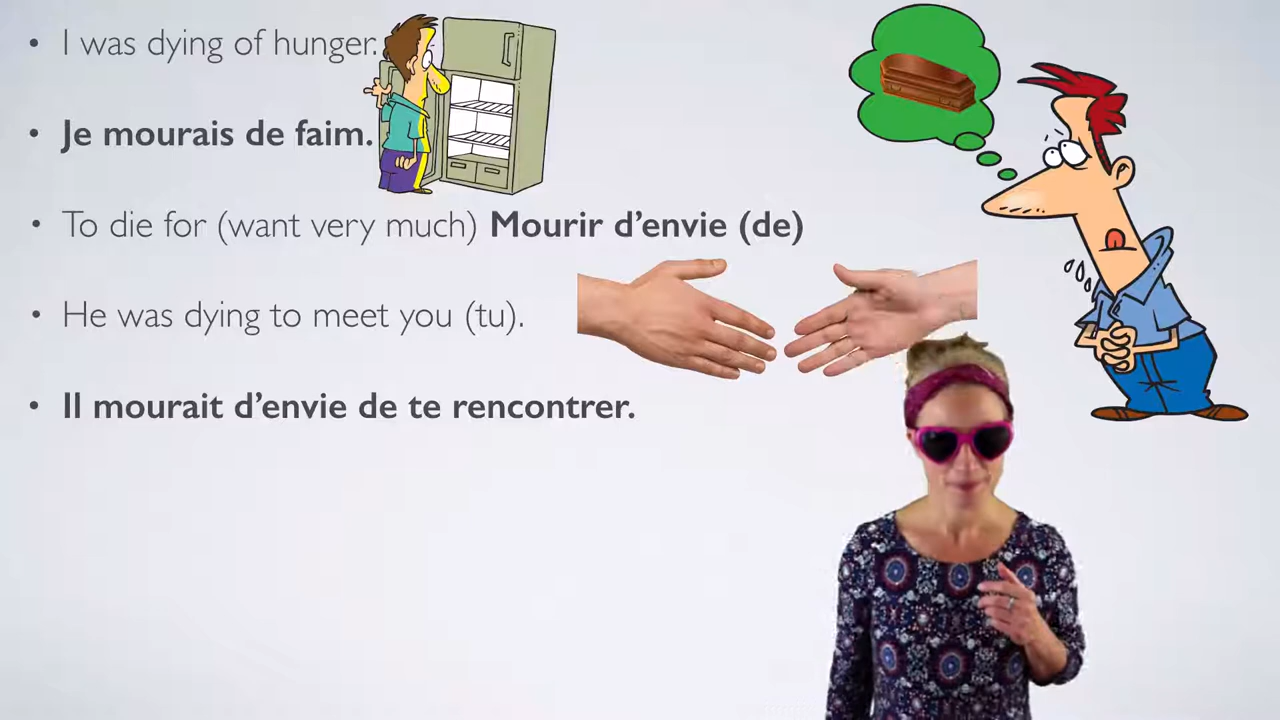 • I was dying of hunger.
• Je mourais de faim.
• To die for (want very much) Mourir d’envie (de)
• He was dying to meet you (tu).
• Il mourait d’envie de te rencontrer.